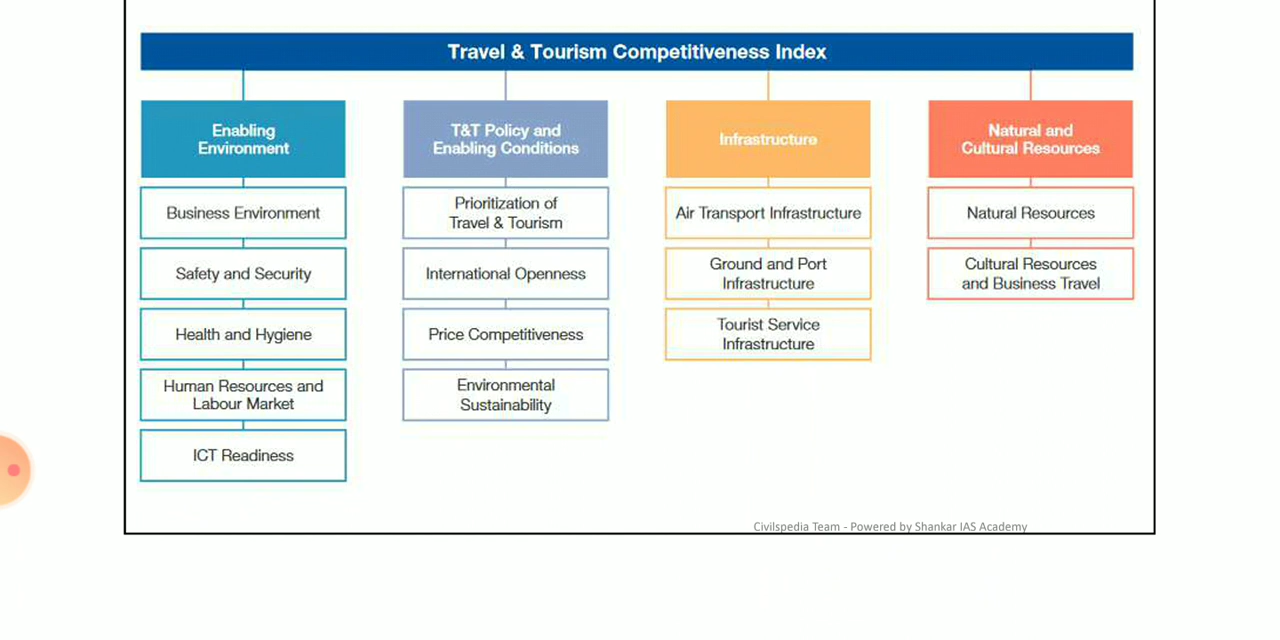 Travel & Tourism Competitiveness Index
Enabling
Environment
Business Environment
Safety and Security
Health and Hygiene
Human Resources and
Labour Market
ICT Readiness
T&T Policy and
Enabling Conditions
Prioritization of
Travel & Tourism
International Openness
Price Competitiveness
Environmental
Sustainability
Infrastructure
Air Transport Infrastructure
Ground and Port
Infrastructure
Tourist Service
Infrastructure
Natural and
Cultural Resources
Natural Resources
Cultural Resources
and Business Travel
Civilspedia Team - Powered by Shankar IAS Academy